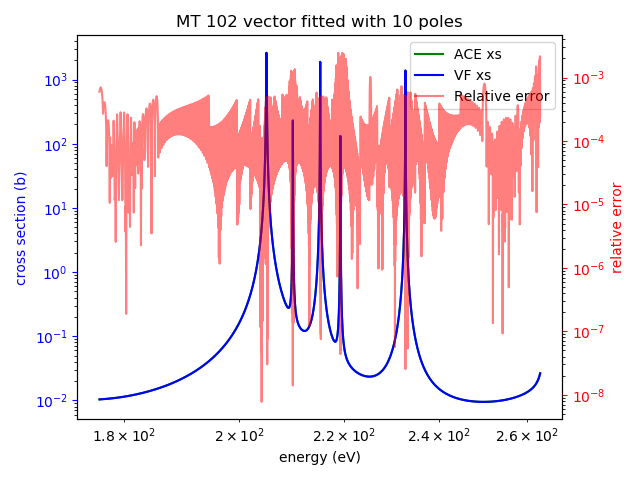 MT 102 vector fitted with 10 poles
ACE xs
VF xs
Relative error
cross section (b)
10³
10²
10¹
10⁰
10⁻¹
10⁻²
relative error
10⁻³
10⁻⁴
10⁻⁵
10⁻⁶
10⁻⁷
10⁻⁸
1.8 × 10² 2 × 10² 2.2 × 10² 2.4 × 10² 2.6 × 10²
energy (eV)